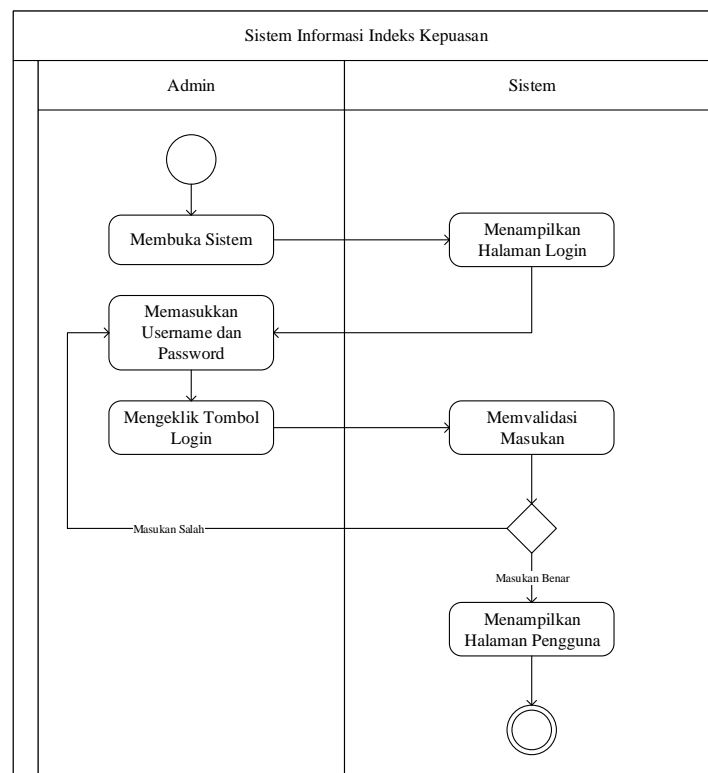 Sistem Informasi Indeks Kepuasan
Admin
Sistem
Membuka Sistem
Menampilkan
Halaman Login
Memasukkan
Username dan
Password
Mengeklik Tombol
Login
Memvalidasi
Masukan
Masukan Salah
Masukan Benar
Menampilkan
Halaman Pengguna